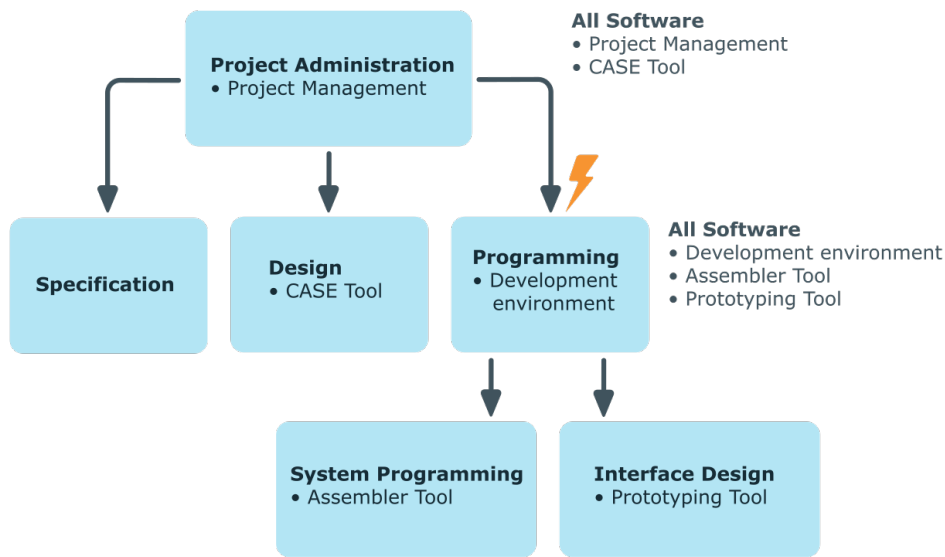 All Software
• Project Management
• CASE Tool
Project Administration
• Project Management
Specification
Design
• CASE Tool
Programming
• Development
environment
All Software
• Development environment
• Assembler Tool
• Prototyping Tool
System Programming
• Assembler Tool
Interface Design
• Prototyping Tool